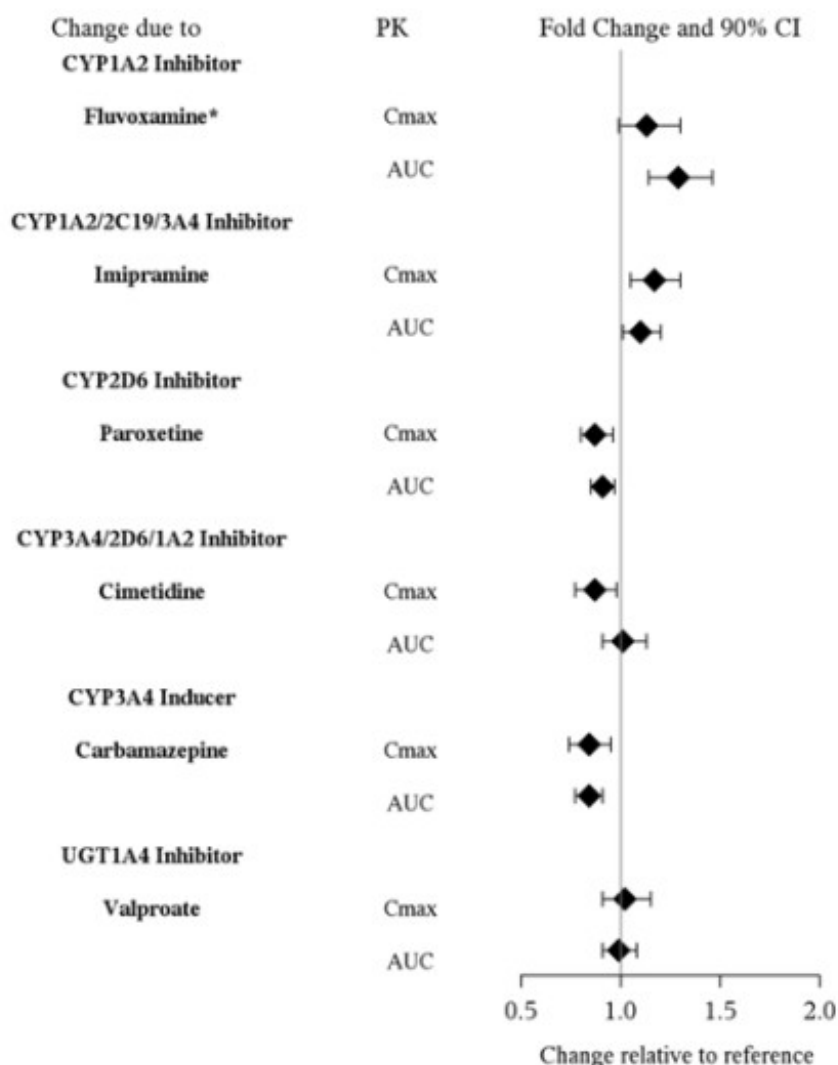 Change due to PK Fold Change and 90% CI
CYP1A2 Inhibitor
Fluvoxamine* Cmax
AUC
CYP1A2/2C19/3A4 Inhibitor
Imipramine Cmax
AUC
CYP2D6 Inhibitor
Paroxetine Cmax
AUC
CYP3A4/2D6/1A2 Inhibitor
Cimetidine Cmax
AUC
CYP3A4 Inducer
Carbamazepine Cmax
AUC
UGT1A4 Inhibitor
Valproate Cmax
AUC
0.5 1.0 1.5 2.0
Change relative to reference